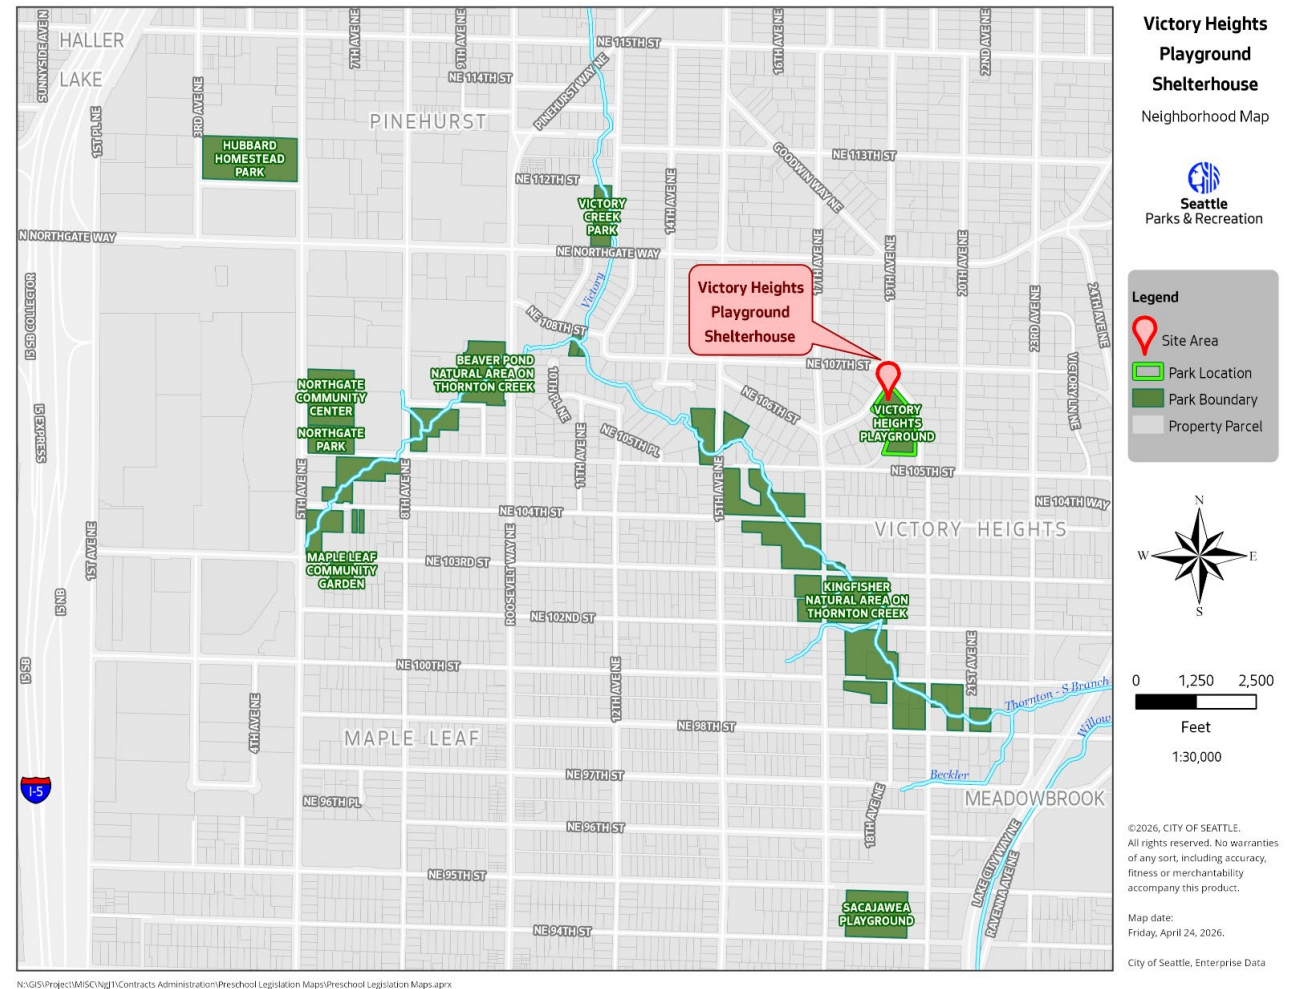 Victory Heights
Playground
Shelterhouse
Neighborhood Map
Seattle
Parks & Recreation
Legend
Site Area
Park Location
Park Boundary
Property Parcel
N
W
E
S
0 1,250 2,500
Feet
1:30,000
©2026, CITY OF SEATTLE.
All rights reserved. No warranties
of any sort, including accuracy,
fitness or merchantability
accompany this product.
Map date:
Friday, April 24, 2026.
City of Seattle, Enterprise Data
HALLER
LAKE
SUNNYSIDE AVE N
1ST PL NE
3RD AVE NE
7TH AVE NE
9TH AVE NE
NE 115TH ST
NE 114TH ST
PINEHURST WAY NE
16TH AVE NE
22ND AVE NE
PINEHURST
HUBBARD
HOMESTEAD
PARK
GOODWIN WAY NE
NE 113TH ST
NE 112TH ST
14TH AVE NE
VICTORY
CREEK
PARK
N NORTHGATE WAY
NE NORTHGATE WAY
17TH AVE NE
19TH AVE NE
20TH AVE NE
23RD AVE NE
24TH AVE NE
VICTORY LN NE
I5 SB COLLECTOR
Victory
Victory Heights
Playground
Shelterhouse
NE 108TH ST
NE 107TH ST
BEAVER POND
NATURAL AREA ON
THORNTON CREEK
NORTHGATE
COMMUNITY
CENTER
NORTHGATE
PARK
10TH PL NE
NE 106TH ST
VICTORY
HEIGHTS
PLAYGROUND
I5 EXPRESS
NE 105TH PL
11TH AVE NE
NE 105TH ST
5TH AVE NE
8TH AVE NE
15TH AVE NE
NE 104TH WAY
NE 104TH ST
VICTORY HEIGHTS
1ST AVE NE
MAPLE LEAF
COMMUNITY
GARDEN
NE 103RD ST
ROOSEVELT WAY NE
I5 NB
KINGFISHER
NATURAL AREA ON
THORNTON CREEK
NE 102ND ST
I5 SB
NE 100TH ST
12TH AVE NE
21ST AVE NE
Thornton - S Branch
Willow
4TH AVE NE
NE 98TH ST
MAPLE LEAF
NE 97TH ST
Beckler
I-5
NE 96TH PL
MEADOWBROOK
18TH AVE NE
NE 96TH ST
LAKE CITY WAY NE
RAVENNA AVE NE
NE 95TH ST
SACAJAWEA
PLAYGROUND
NE 94TH ST
N:\GIS\Project\MISC\NgJ1\Contracts Administration\Preschool Legislation Maps\Preschool Legislation Maps.aprx